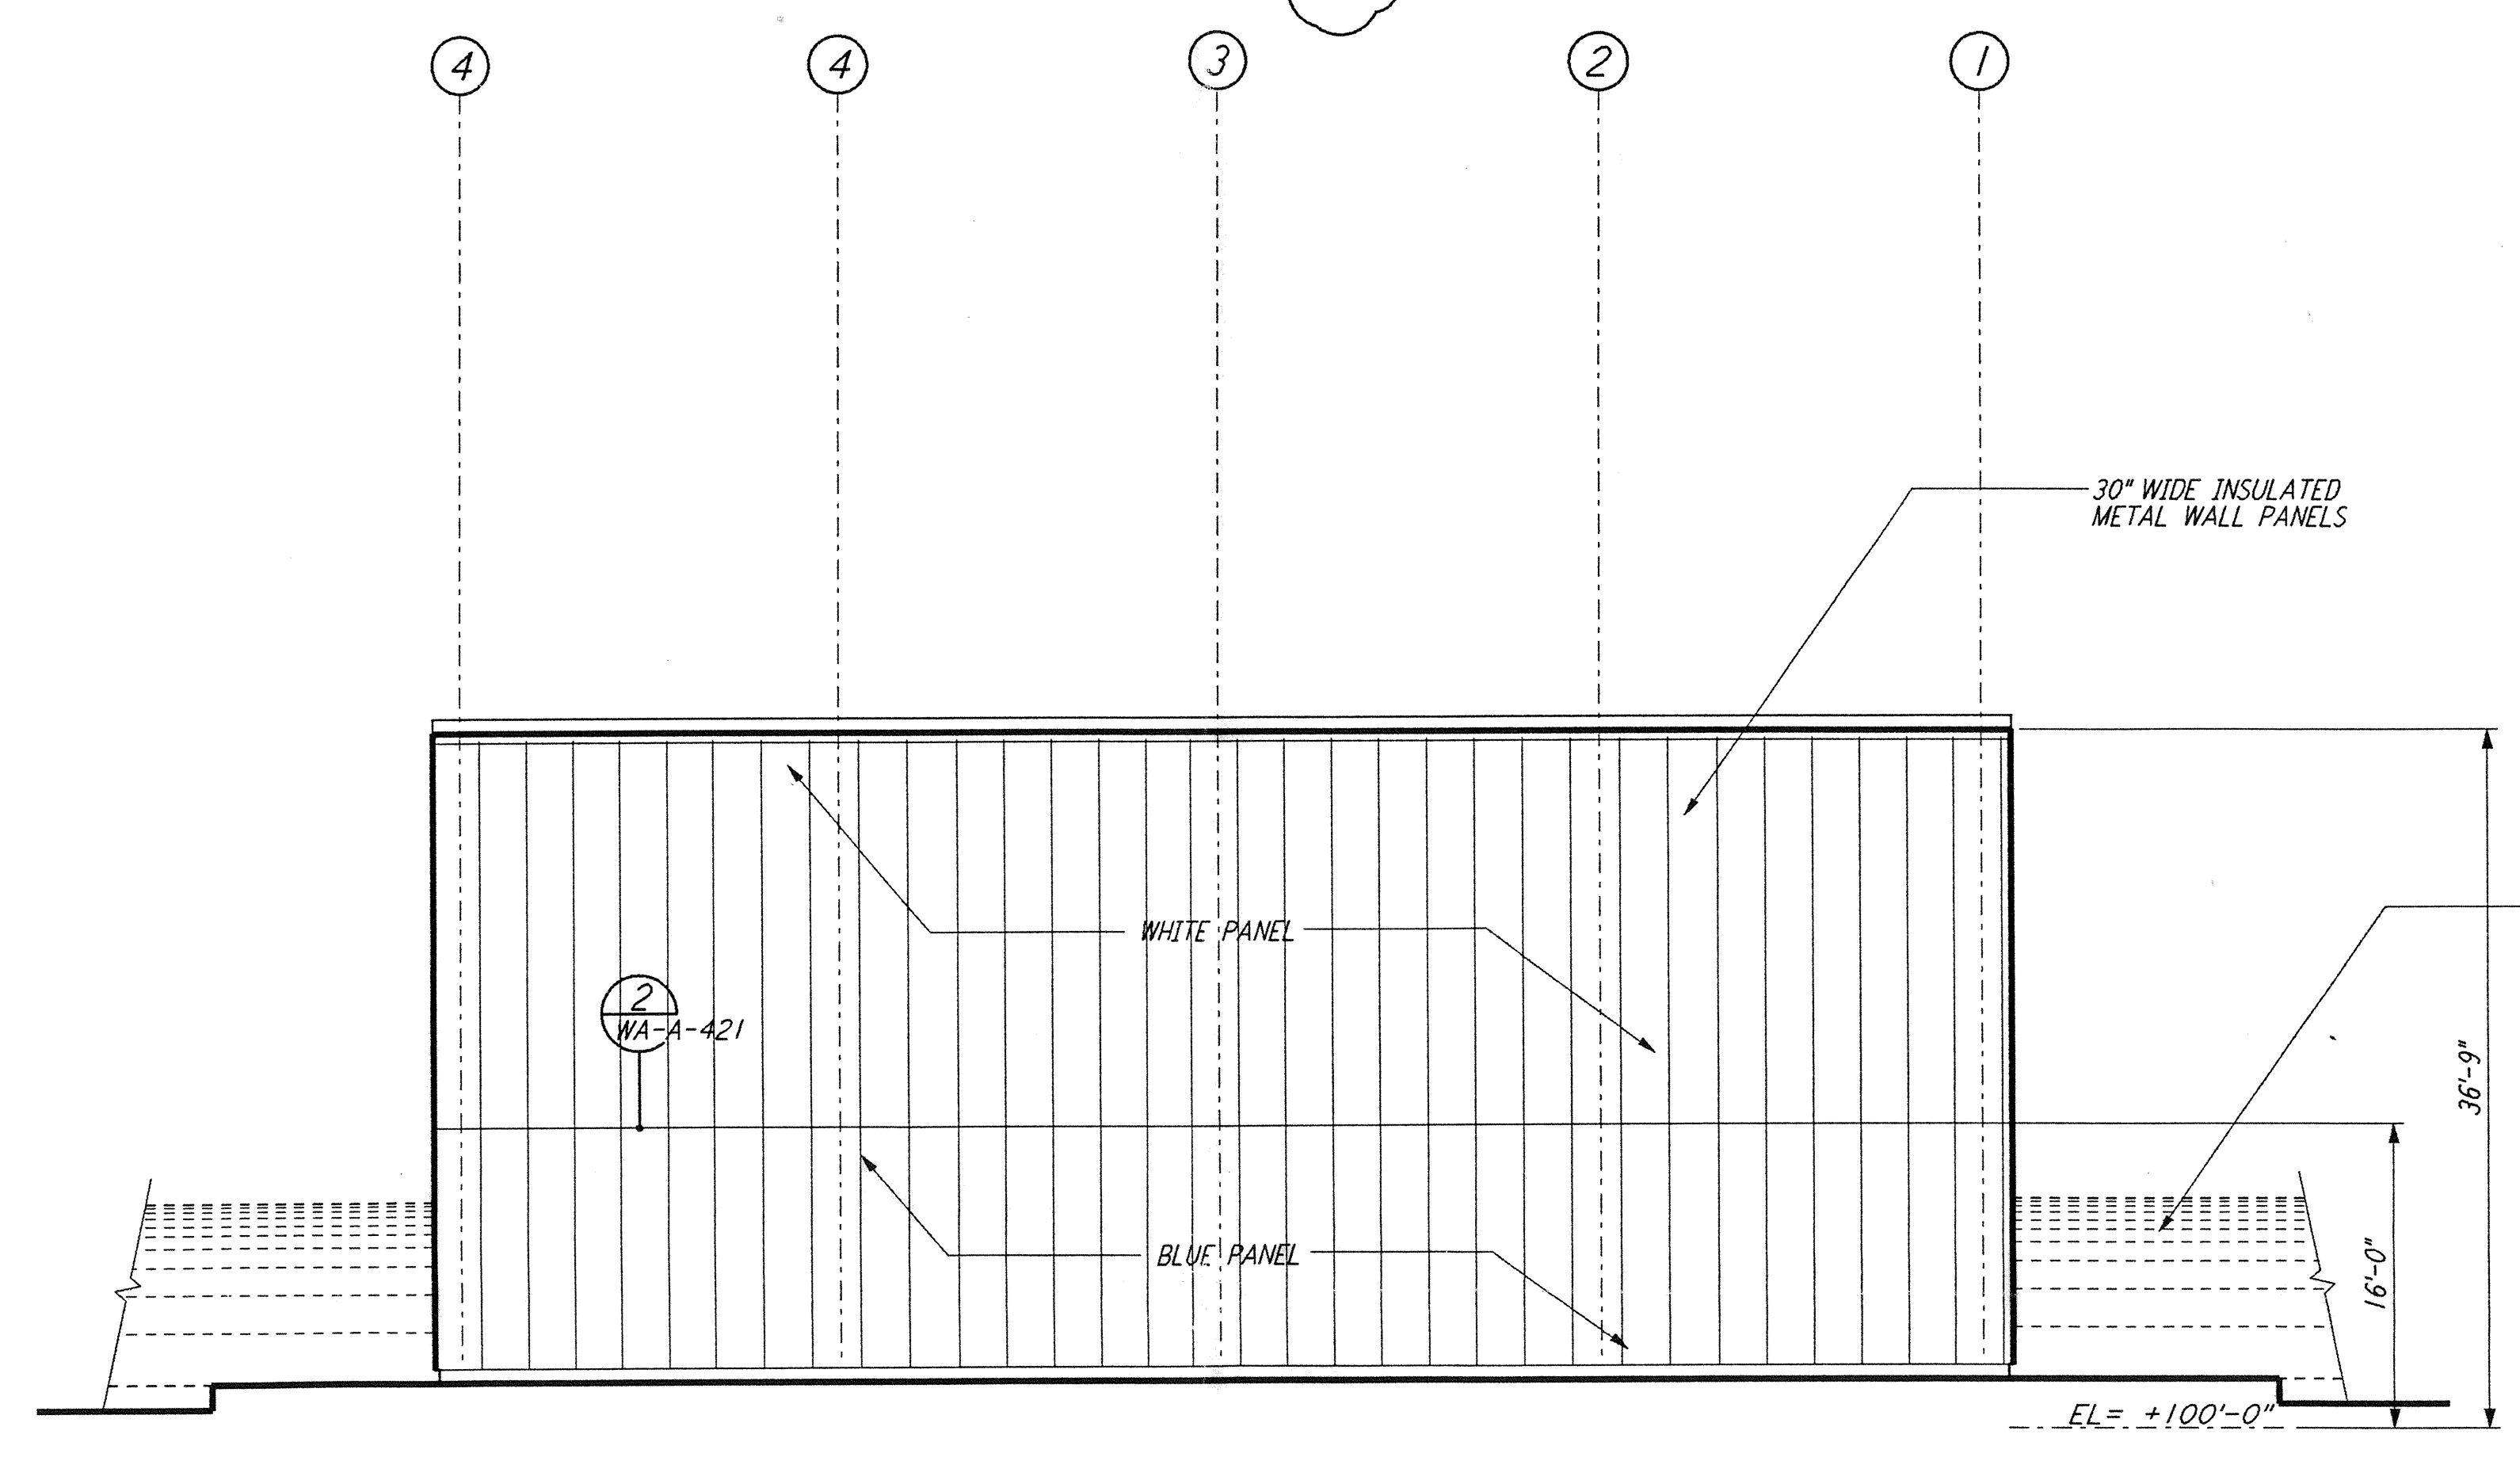 4
4
3
2
1
30" WIDE INSULATED
METAL WALL PANELS
WHITE PANEL
2
WA-A-421
36'-9"
BLUE PANEL
16'-0"
EL= +100'-0"